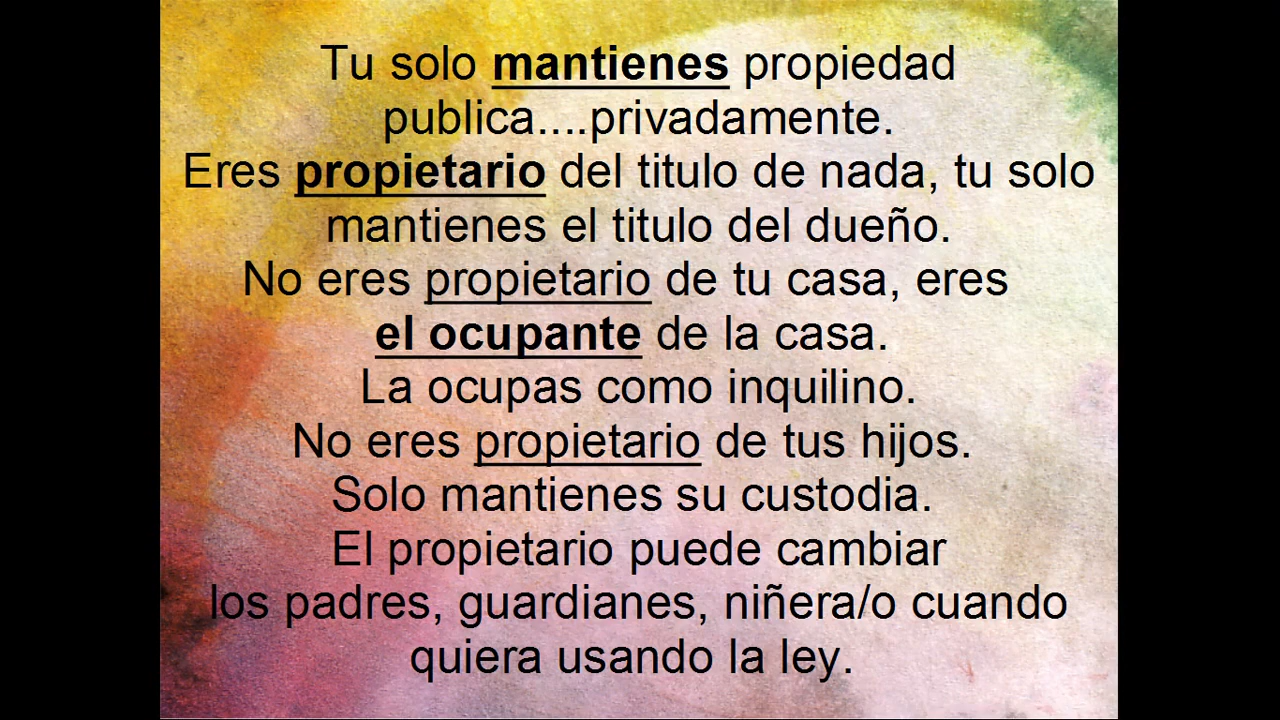 Tu solo mantienes propiedad
publica....privadamente.
Eres propietario del titulo de nada, tu solo
mantienes el titulo del dueño.
No eres propietario de tu casa, eres
el ocupante de la casa.
La ocupas como inquilino.
No eres propietario de tus hijos.
Solo mantienes su custodia.
El propietario puede cambiar
los padres, guardianes, niñera/o cuando
quiera usando la ley.